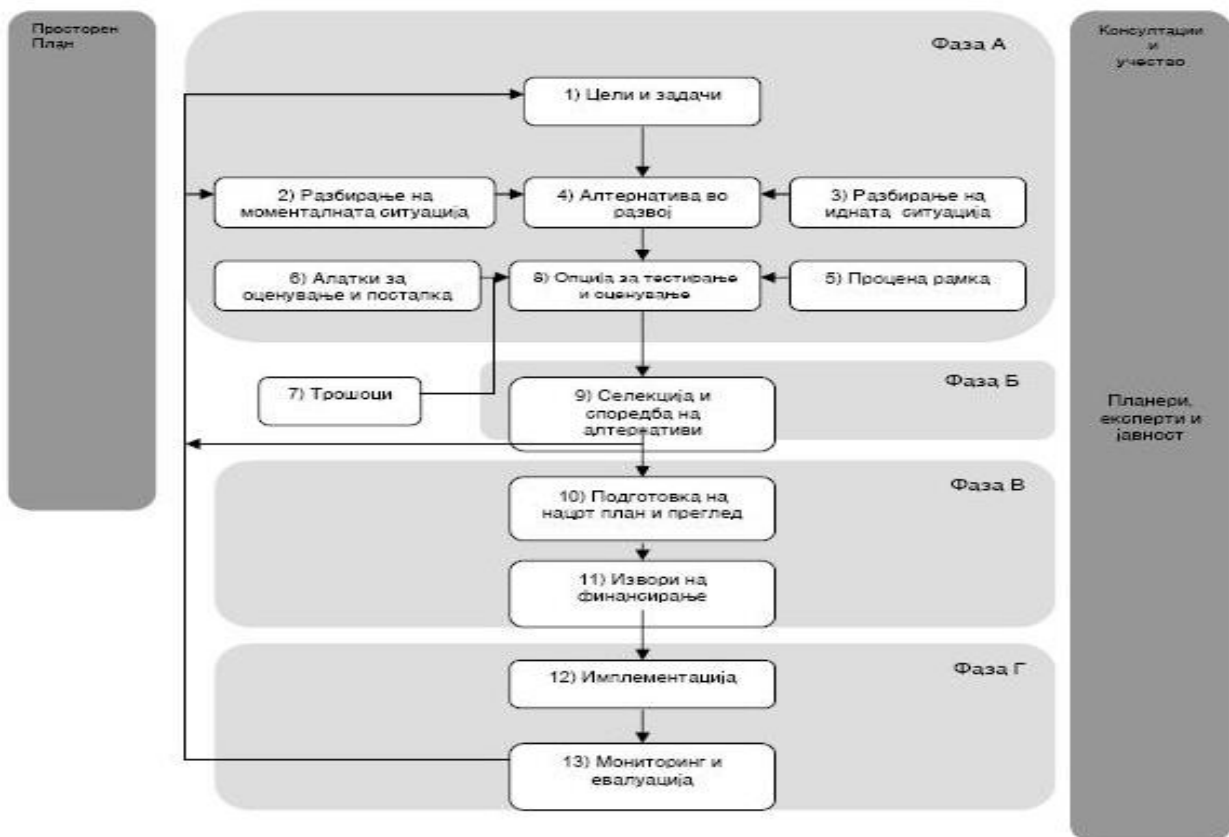 Просторен
План
Фаза А
Консултации
и
учество
1) Цели и задачи
2) Разбирање на
моменталната ситуација
4) Алтернатива во
развој
3) Разбирање на
идната ситуација
6) Алатки за
оценување и посталка
8) Опција за тестирање
и оценување
5) Процена рамка
Фаза Б
7) Трошоци
9) Селекција и
споредба на
алтернативи
Планери,
експерти и
јавност
Фаза В
10) Подготовка на
нацрт план и преглед
11) Извори на
финансирање
Фаза Г
12) Имплементација
13) Мониторинг и
евалуација